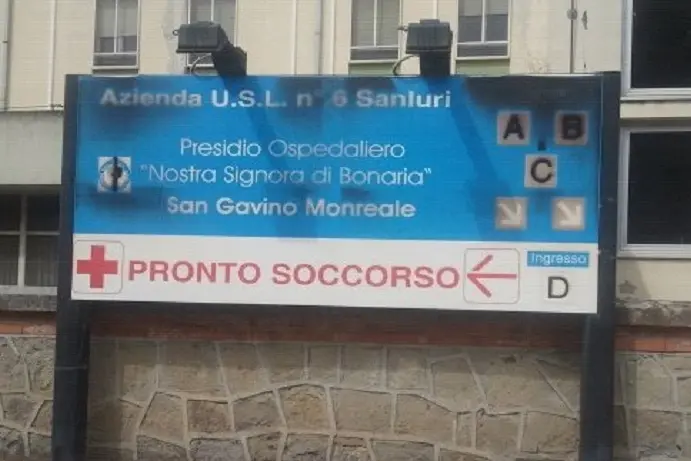 Azienda U.S.L. n° 6 Sanluri
Presidio Ospedaliero
"Nostra Signora di Bonaria"
San Gavino Monreale
A B
C
PRONTO SOCCORSO
Ingresso
D